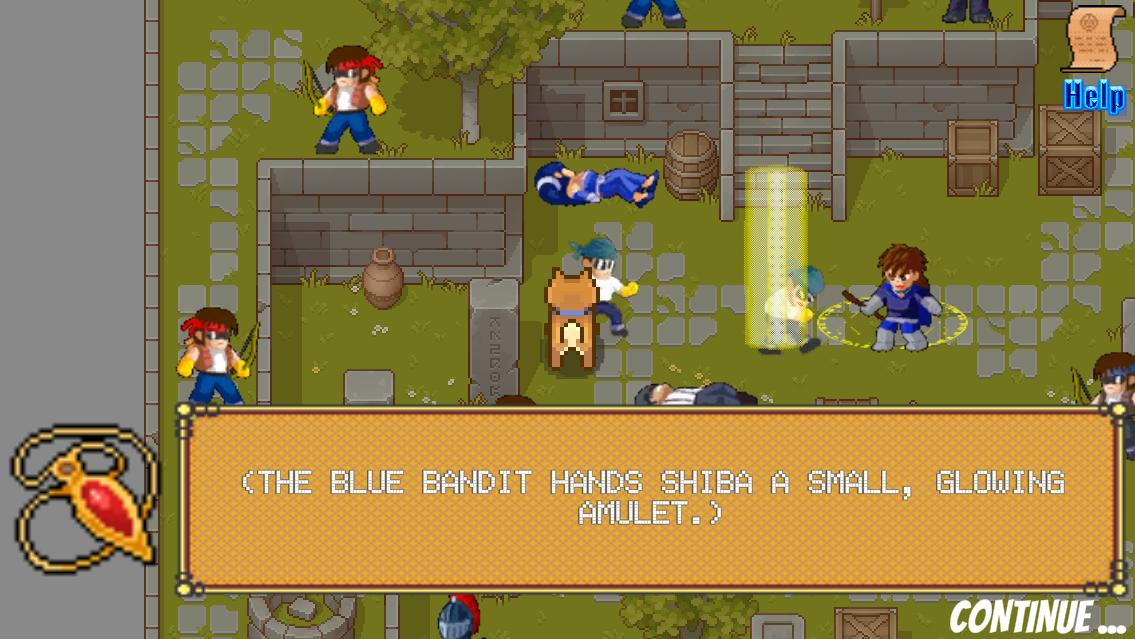 Help
(THE BLUE BANDIT HANDS SHIBA A SMALL, GLOWING
AMULET.)
CONTINUE...